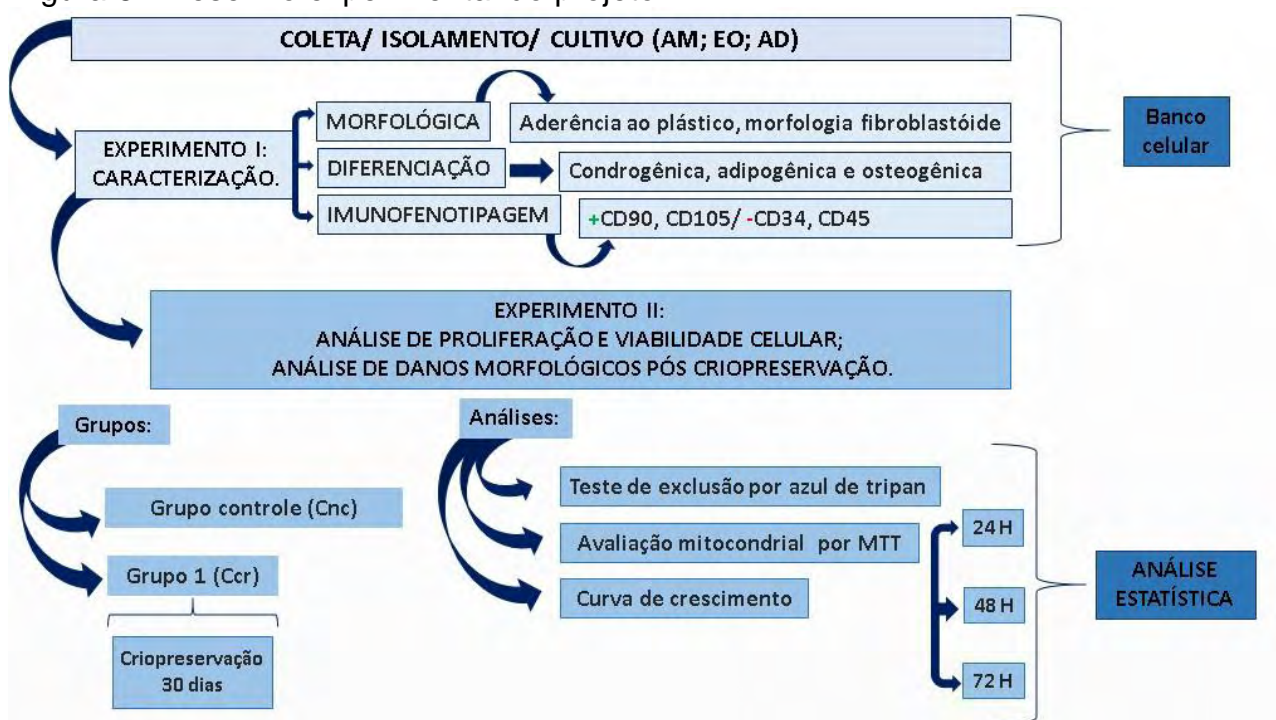 COLETA/ ISOLAMENTO/ CULTIVO (AM; EO; AD)
EXPERIMENTO I:
CARACTERIZAÇÃO.
MORFOLÓGICA
Aderência ao plástico, morfologia fibroblastóide
DIFERENCIAÇÃO
Condrogênica, adipogênica e osteogênica
IMUNOFENOTIPAGEM
+CD90, CD105/ -CD34, CD45
Banco
celular
EXPERIMENTO II:
ANÁLISE DE PROLIFERAÇÃO E VIABILIDADE CELULAR;
ANÁLISE DE DANOS MORFOLÓGICOS PÓS CRIOPRESERVAÇÃO.
Grupos:
Grupo controle (Cnc)
Grupo 1 (Ccr)
Criopreservação
30 dias
Análises:
Teste de exclusão por azul de tripan
Avaliação mitocondrial por MTT
Curva de crescimento
24 H
48 H
72 H
ANÁLISE
ESTATÍSTICA